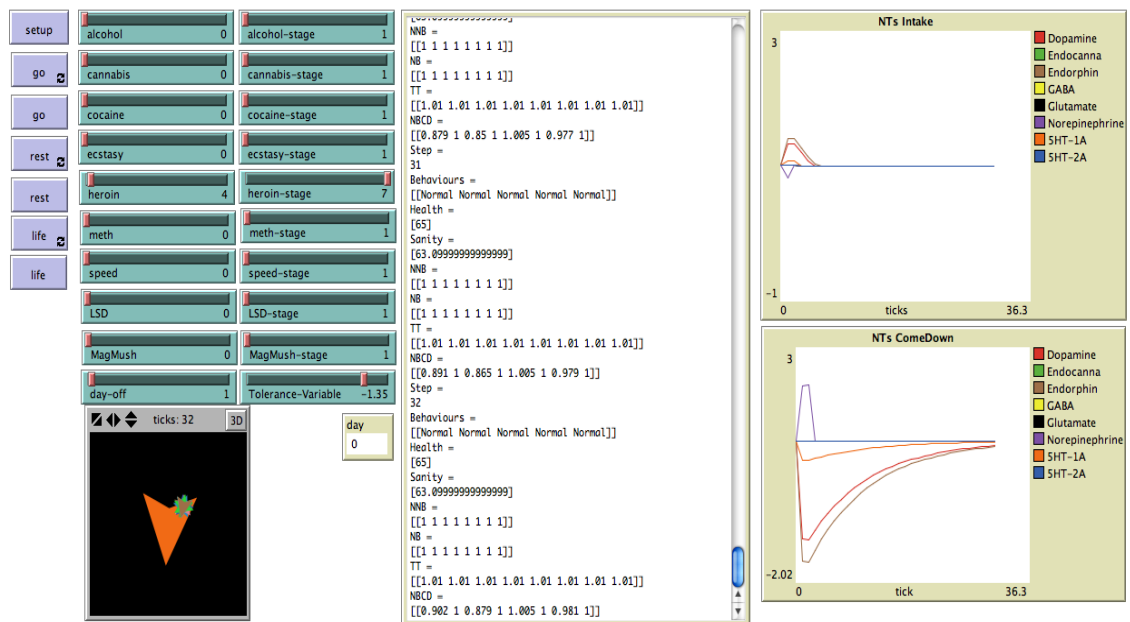 setup
go
go
rest
rest
life
life
alcohol 0
alcohol-stage 1
cannabis 0
cannabis-stage 1
cocaine 0
cocaine-stage 1
ecstasy 0
ecstasy-stage 1
heroin 4
heroin-stage 7
meth 0
meth-stage 1
speed 0
speed-stage 1
LSD 0
LSD-stage 1
MagMush 0
MagMush-stage 1
day-off 1
Tolerance-Variable -1.35
ticks: 32
3D
day
0
NNB =
[[1 1 1 1 1 1 1 1]]
NB =
[[1 1 1 1 1 1 1 1]]
TT =
[[1.01 1.01 1.01 1.01 1.01 1.01 1.01 1.01]]
NBCD =
[[0.879 1 0.85 1 1.005 1 0.977 1]]
Step =
31
Behaviours =
[[Normal Normal Normal Normal Normal]]
Health =
[65]
Sanity =
[63.09999999999999]
NNB =
[[1 1 1 1 1 1 1 1]]
NB =
[[1 1 1 1 1 1 1 1]]
TT =
[[1.01 1.01 1.01 1.01 1.01 1.01 1.01 1.01]]
NBCD =
[[0.891 1 0.865 1 1.005 1 0.979 1]]
Step =
32
Behaviours =
[[Normal Normal Normal Normal Normal]]
Health =
[65]
Sanity =
[63.09999999999999]
NNB =
[[1 1 1 1 1 1 1 1]]
NB =
[[1 1 1 1 1 1 1 1]]
TT =
[[1.01 1.01 1.01 1.01 1.01 1.01 1.01 1.01]]
NBCD =
[[0.902 1 0.879 1 1.005 1 0.981 1]]
NTs Intake
3
-1
0
ticks
36.3
Dopamine
Endocanna
Endorphin
GABA
Glutamate
Norepinephrine
5HT-1A
5HT-2A
NTs ComeDown
3
-2.02
0
tick
36.3
Dopamine
Endocanna
Endorphin
GABA
Glutamate
Norepinephrine
5HT-1A
5HT-2A